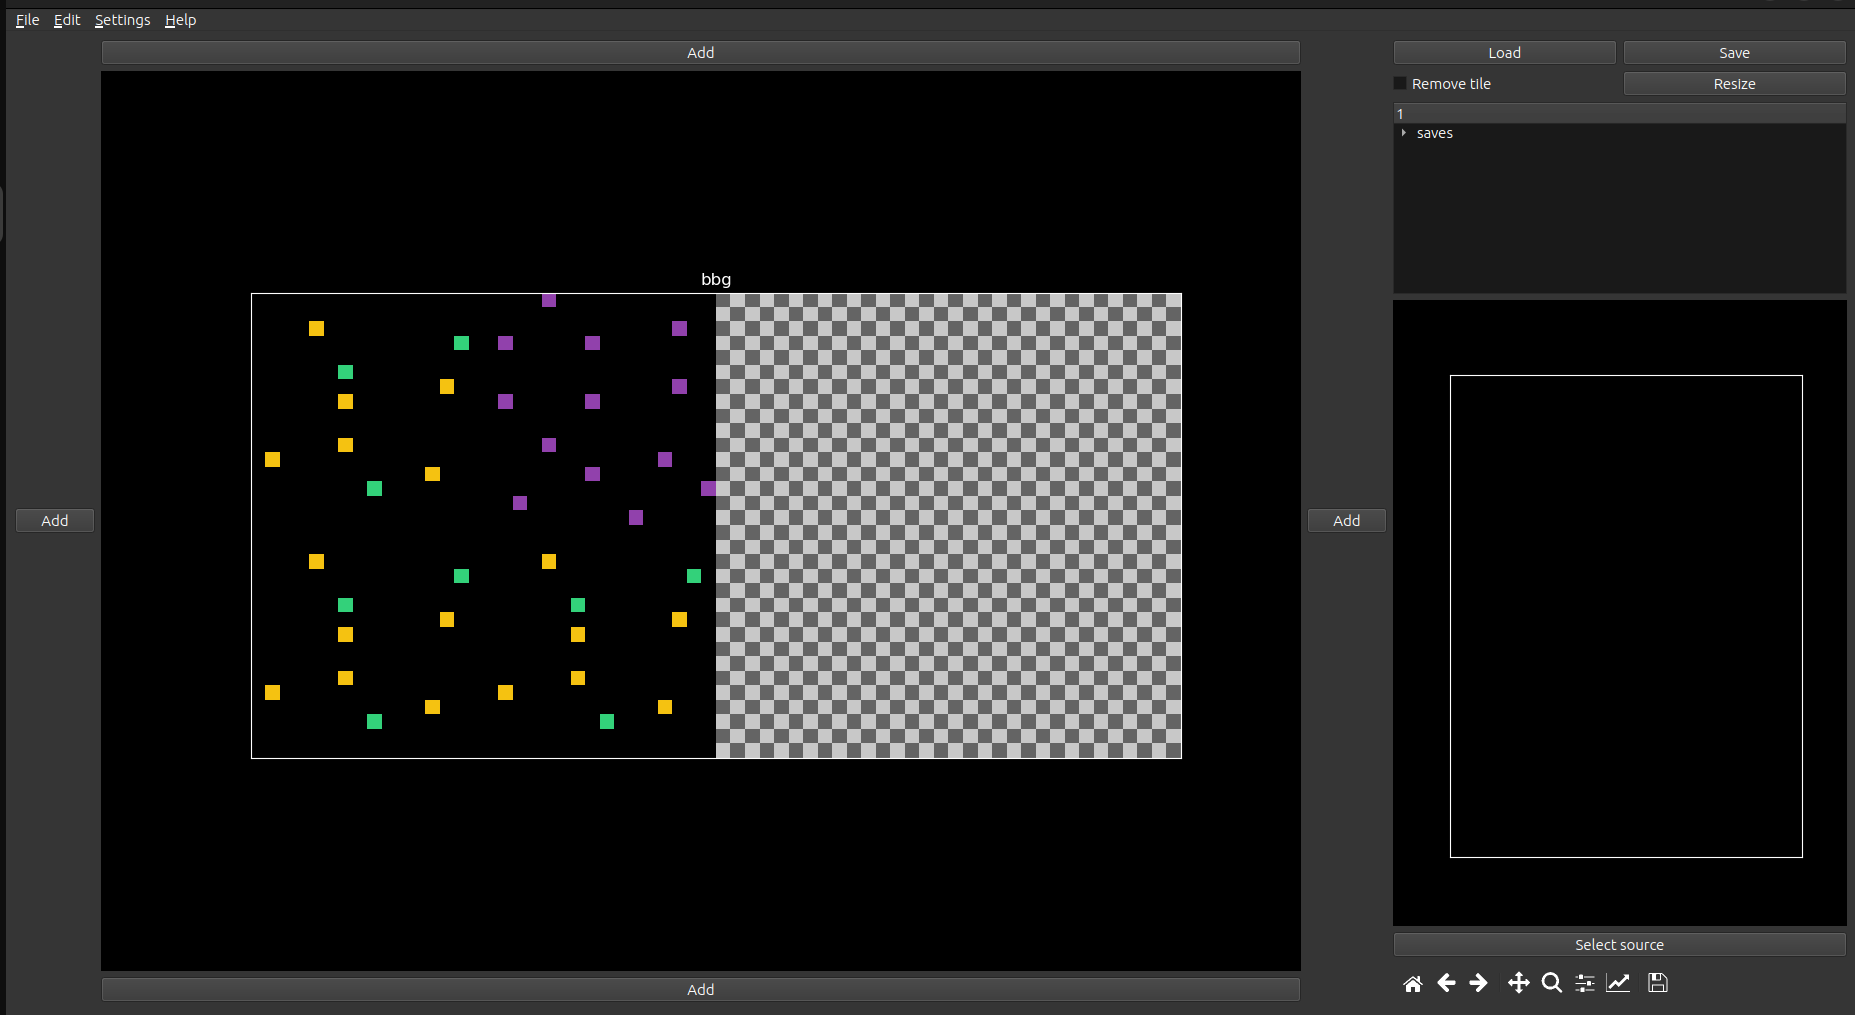 File Edit Settings Help
Add
Load Save
Remove tile Resize
1
saves
bbg
Add
Add
Select source
Add